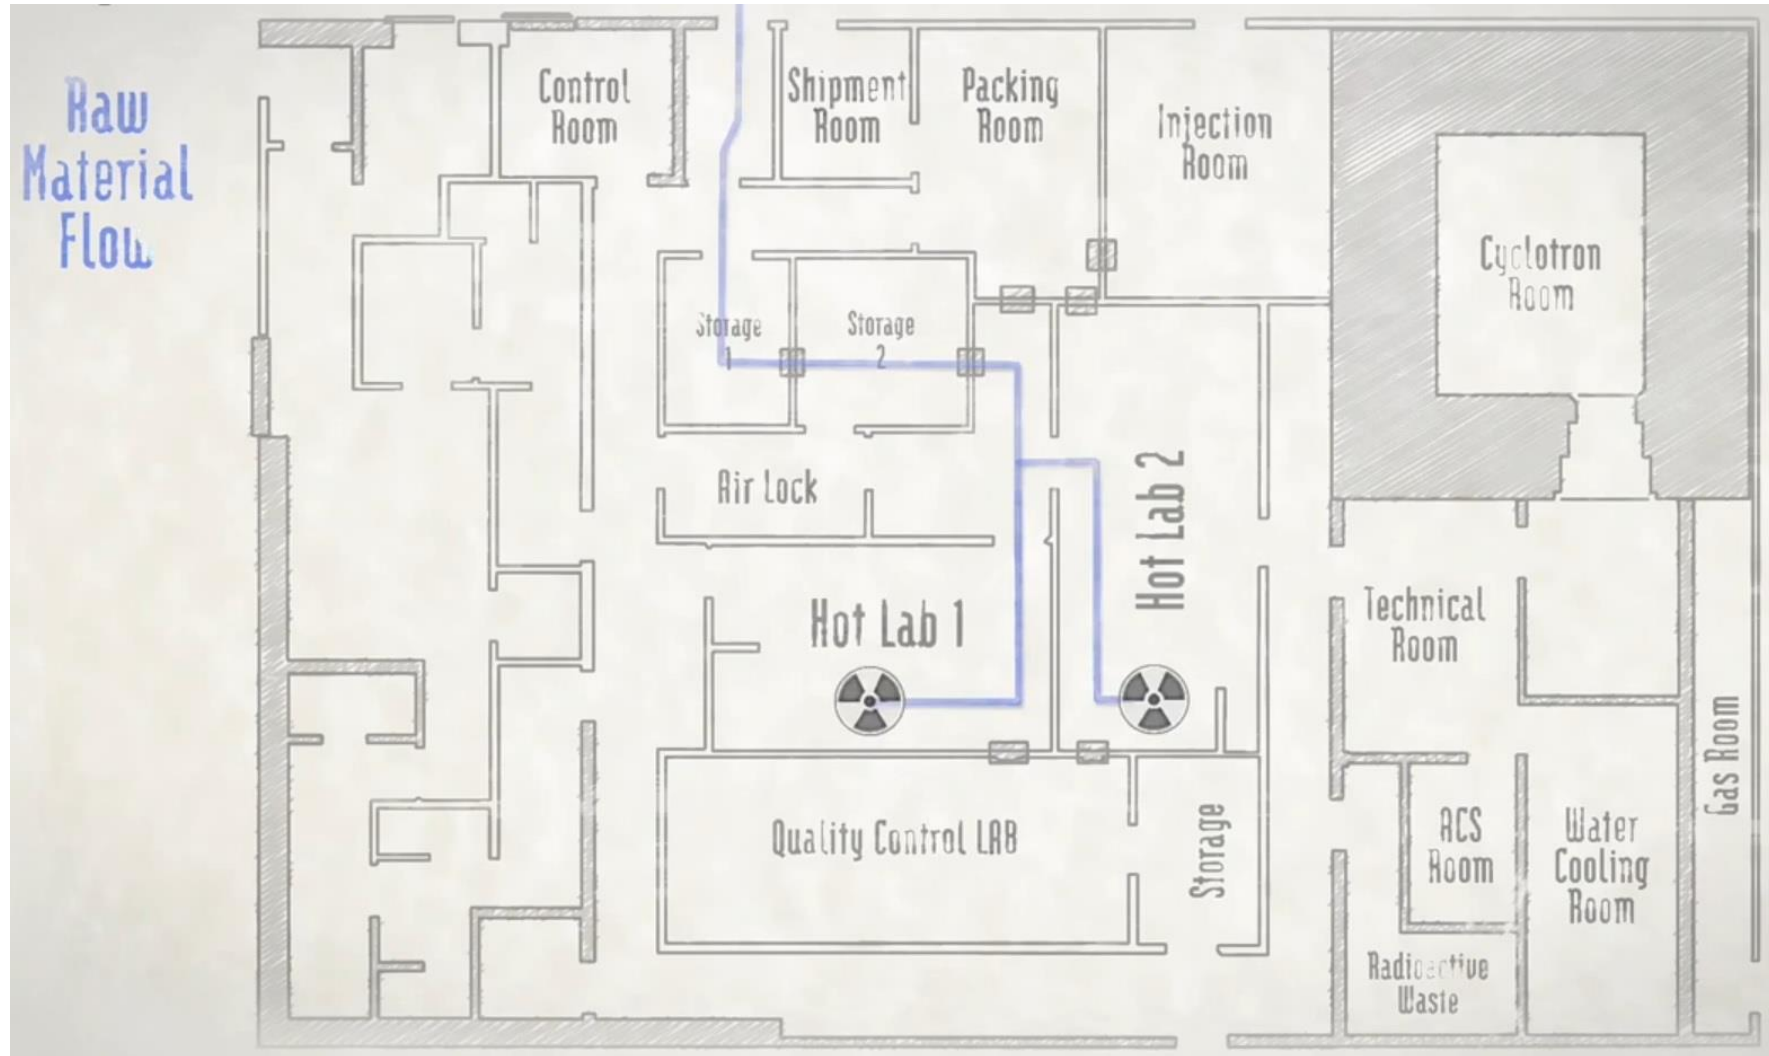 Raw
Material
Flow
Control
Room
Shipment
Room
Packing
Room
Injection
Room
Cyclotron
Room
Storage
1
Storage
2
Air Lock
Hot Lab 2
Hot Lab 1
Technical
Room
Gas Room
Quality Control LAB
Storage
ACS
Room
Water
Cooling
Room
Radioactive
Waste